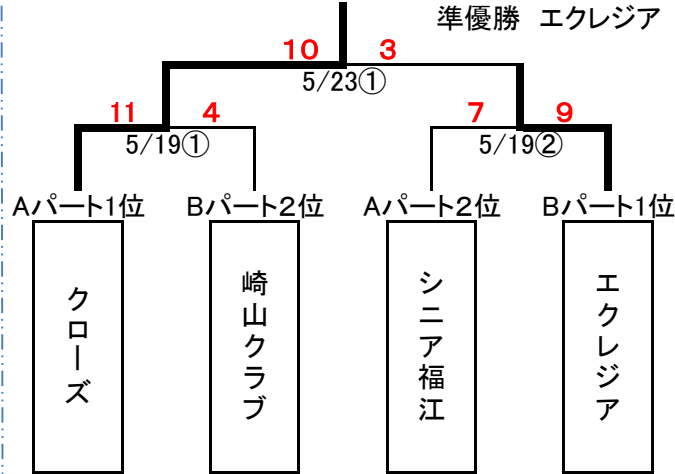 準優勝 エクレジア
10 3
5/23①
11 4 7 9
5/19① 5/19②
Aパート1位 Bパート2位 Aパート2位 Bパート1位
クローズ
崎山クラブ
シニア福江
エクレジア